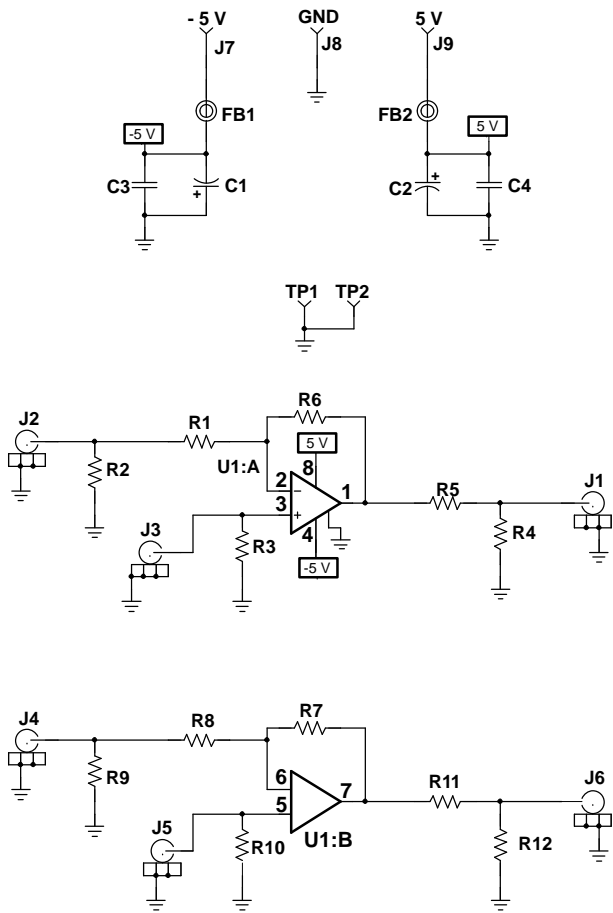 - 5 V
GND
5 V
J7
J8
J9
FB1
FB2
-5 V
5 V
C3
C1
+
C2
+
C4
TP1
TP2
J2
R1
R6
5 V
U1:A
8
R2
2
−
1
3
+
R5
J1
J3
R3
4
R4
-5 V
J4
R8
R7
6
7
R9
5
R11
J6
J5
R10
U1:B
R12